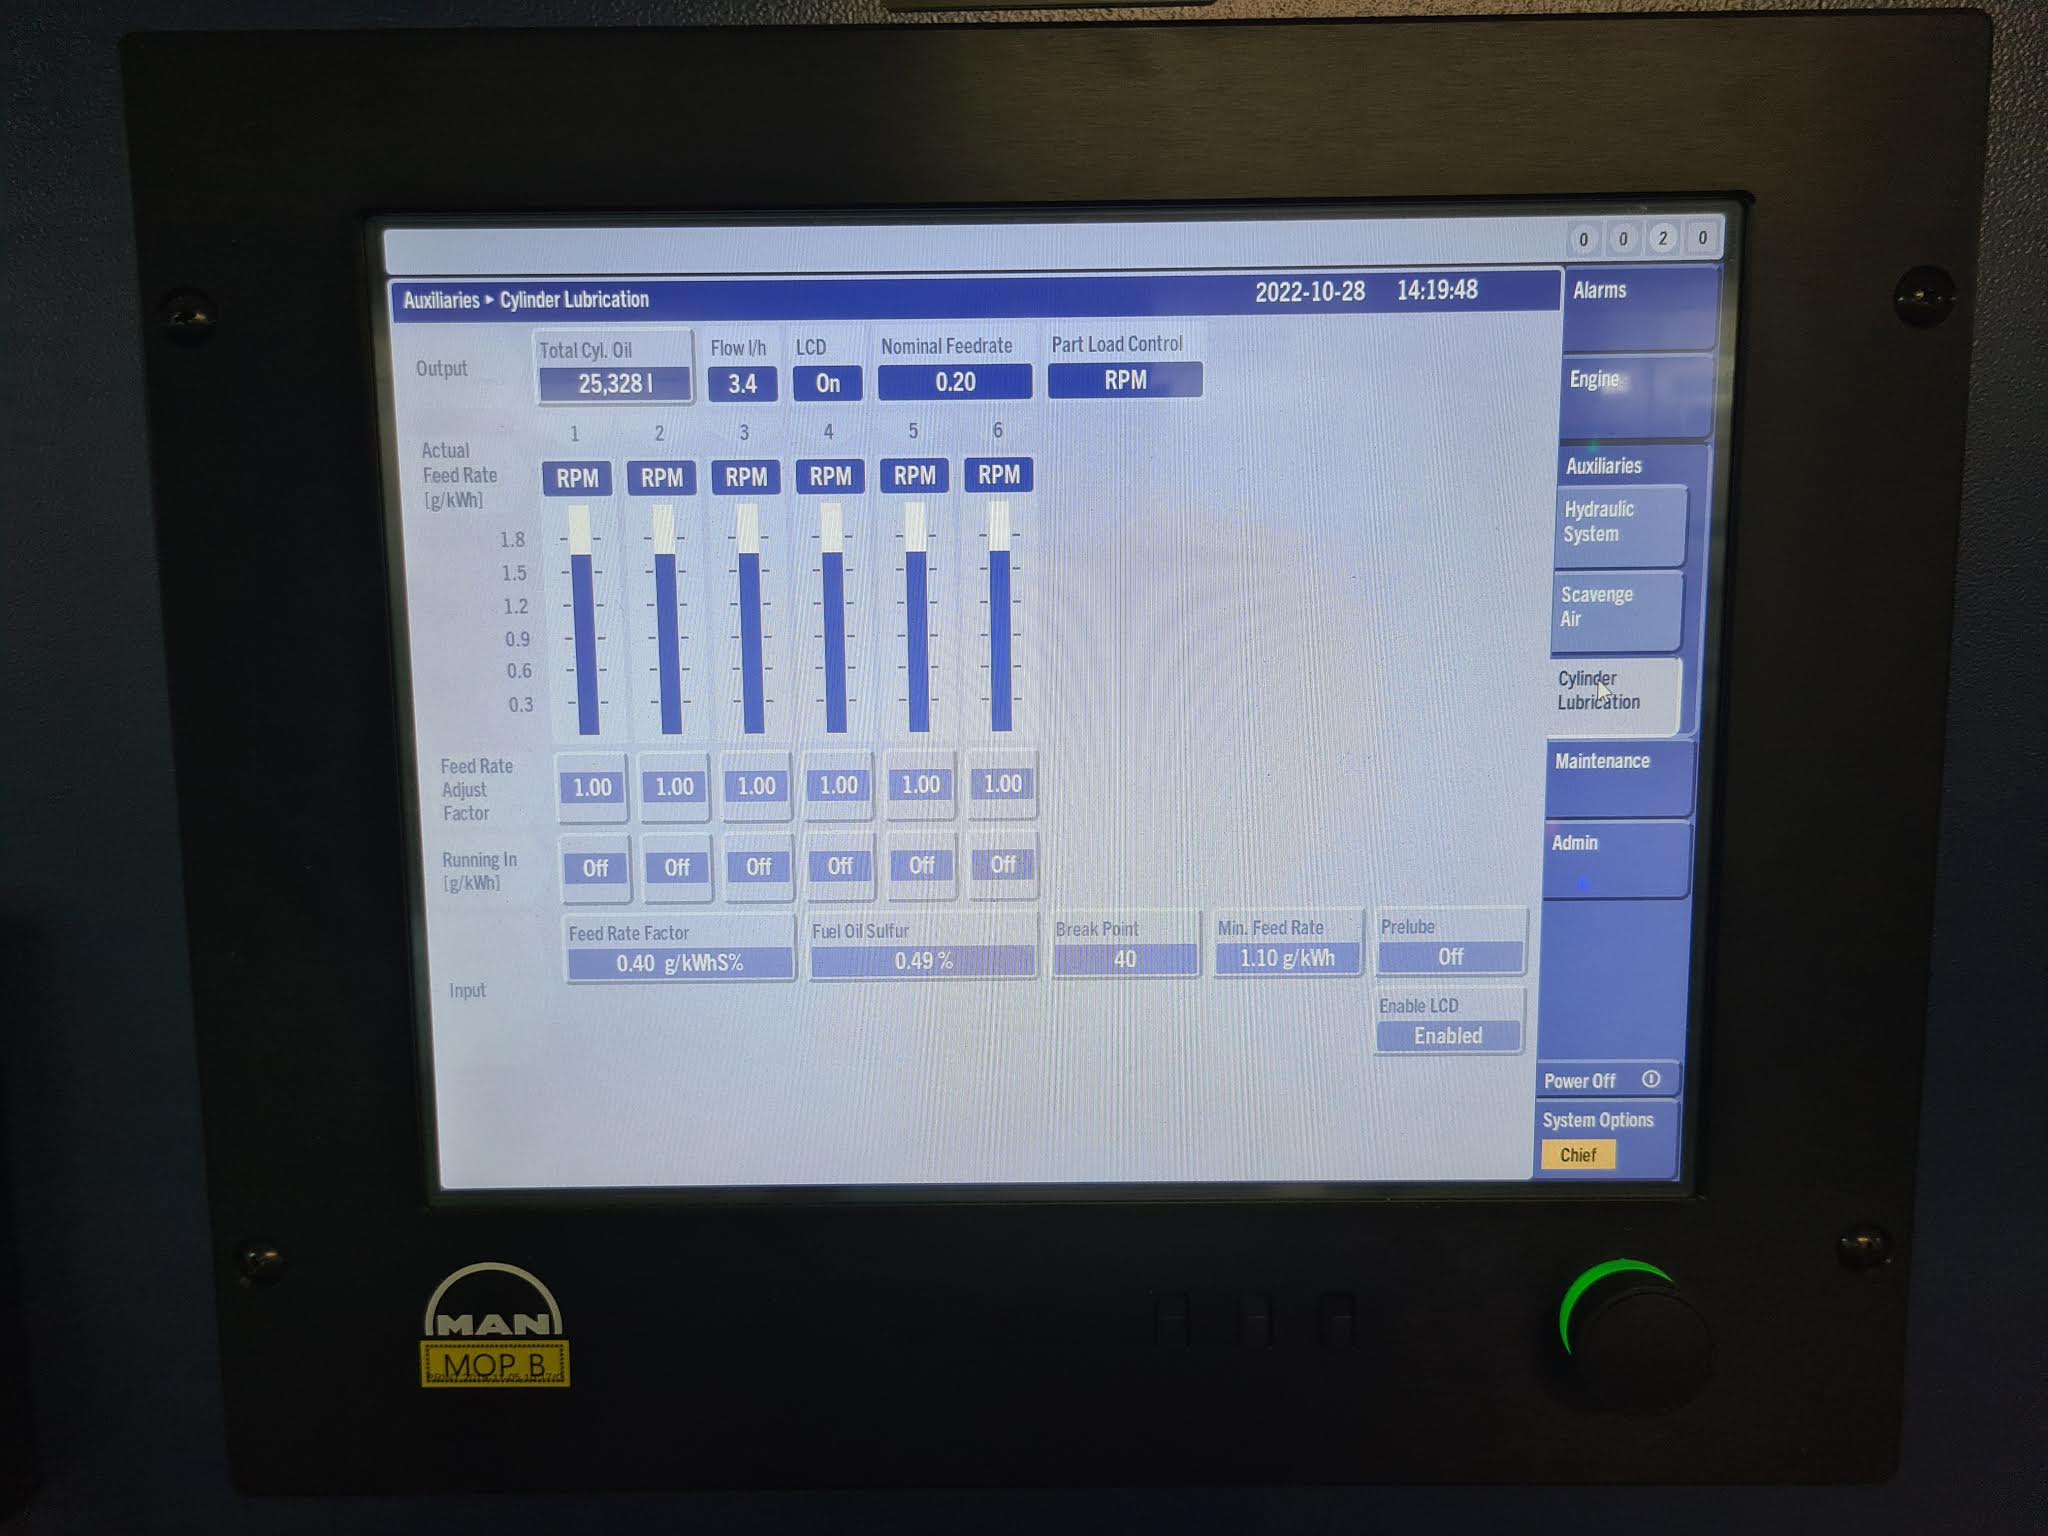 0 0 2 0
Auxiliaries ▸ Cylinder Lubrication 2022-10-28 14:19:48
Output
Total Cyl. Oil
25,328 l
Flow l/h
3.4
LCD
On
Nominal Feedrate
0.20
Part Load Control
RPM
Actual
Feed Rate
[g/kWh]
1 2 3 4 5 6
RPM RPM RPM RPM RPM RPM
1.8
1.5
1.2
0.9
0.6
0.3
Feed Rate
Adjust
Factor
1.00 1.00 1.00 1.00 1.00 1.00
Running In
[g/kWh]
Off Off Off Off Off Off
Input
Feed Rate Factor
0.40 g/kWhS%
Fuel Oil Sulfur
0.49 %
Break Point
40
Min. Feed Rate
1.10 g/kWh
Prelube
Off
Enable LCD
Enabled
Alarms
Engine
Auxiliaries
Hydraulic
System
Scavenge
Air
Cylinder
Lubrication
Maintenance
Admin
Power Off
System Options
Chief
MAN
MOP B